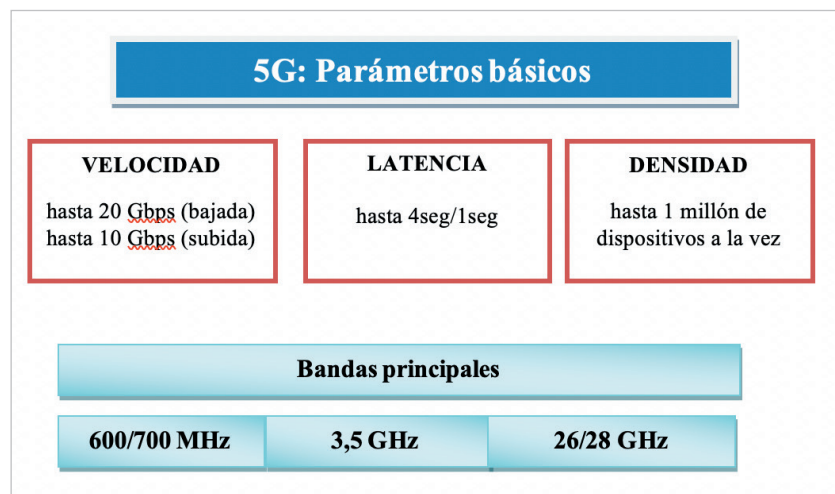 5G: Parámetros básicos
VELOCIDAD
hasta 20 Gbps (bajada)
hasta 10 Gbps (subida)
LATENCIA
hasta 4seg/1seg
DENSIDAD
hasta 1 millón de
dispositivos a la vez
Bandas principales
600/700 MHz
3,5 GHz
26/28 GHz